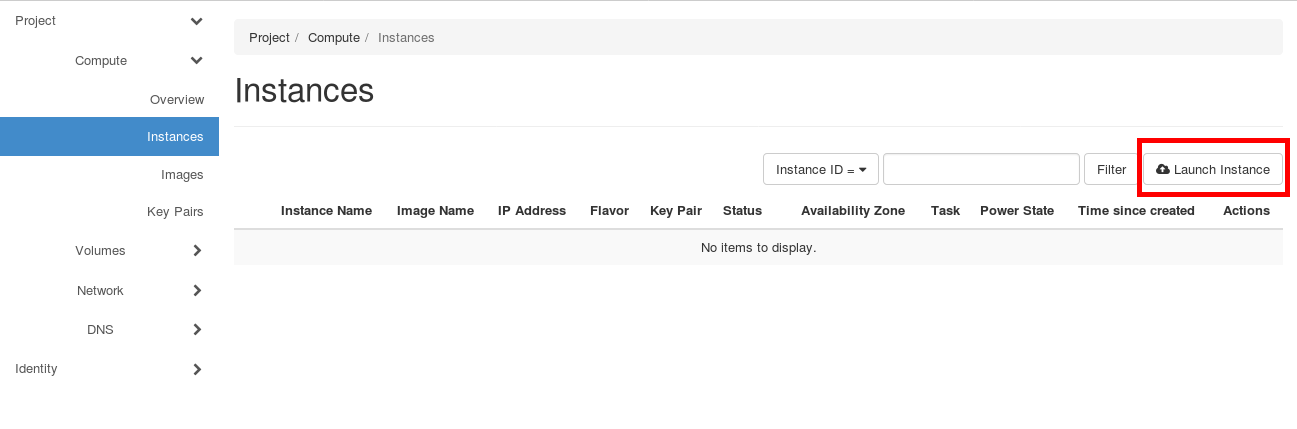 Project
Compute
Overview
Instances
Images
Key Pairs
Volumes
Network
DNS
Identity
Project / Compute / Instances
Instances
Instance ID = Filter Launch Instance
Instance Name Image Name IP Address Flavor Key Pair Status Availability Zone Task Power State Time since created Actions
No items to display.